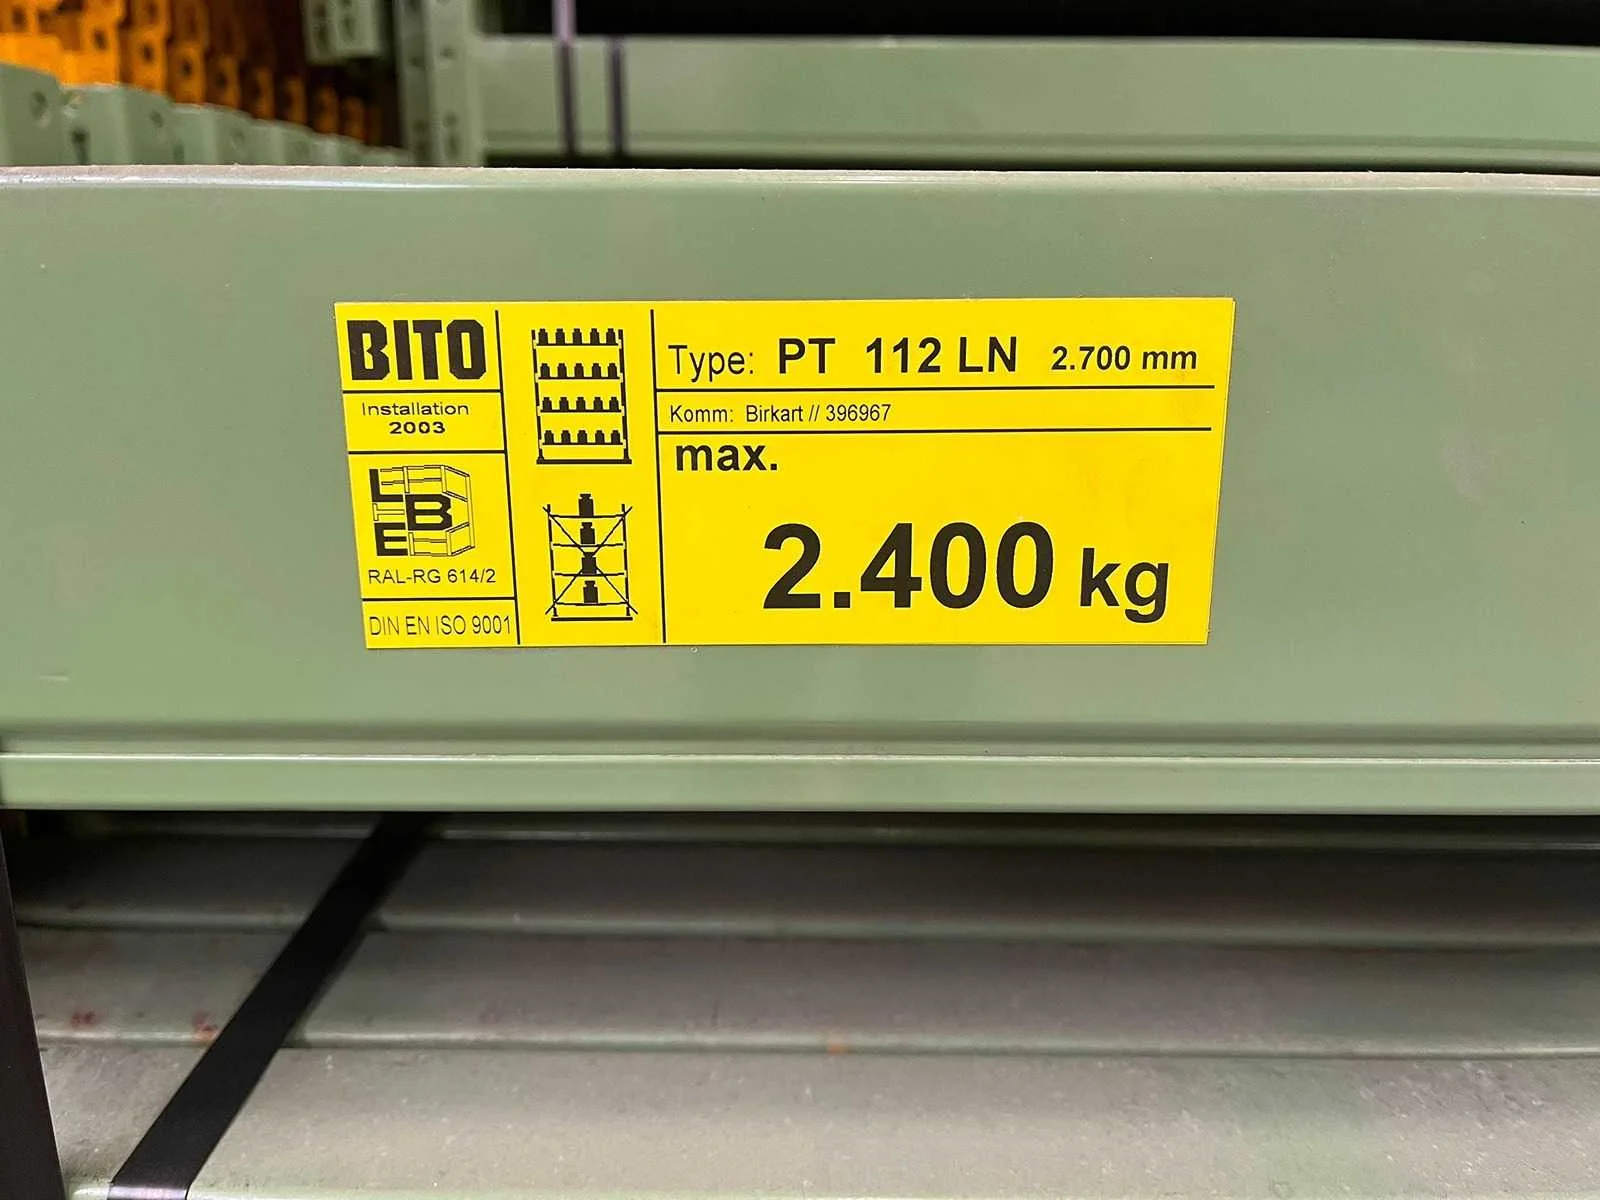 BITO
Installation
2003
L
B
E
RAL-RG 614/2
DIN EN ISO 9001
Type: PT 112 LN 2.700 mm
Komm: Birkart // 396967
max.
2.400 kg